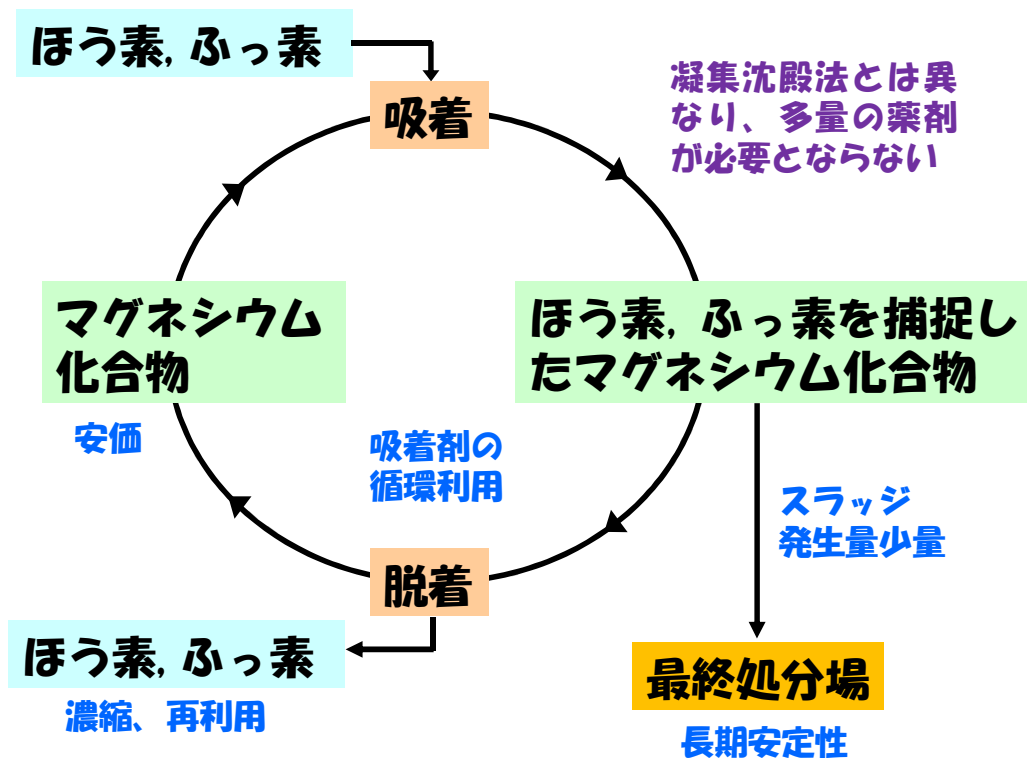 ほう素, ふっ素
吸着
凝集沈殿法とは異
なり、多量の薬剤
が必要とならない
マグネシウム
化合物
安価
ほう素, ふっ素を捕捉し
たマグネシウム化合物
吸着剤の
循環利用
スラッジ
発生量少量
脱着
ほう素, ふっ素
濃縮、再利用
最終処分場
長期安定性